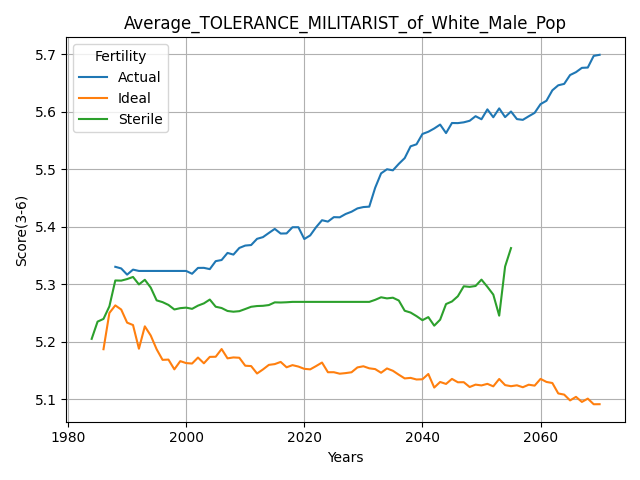 Average_TOLERANCE_MILITARIST_of_White_Male_Pop
Fertility
Actual
Ideal
Sterile
Score(3-6)
5.7
5.6
5.5
5.4
5.3
5.2
5.1
1980
2000
2020
2040
2060
Years